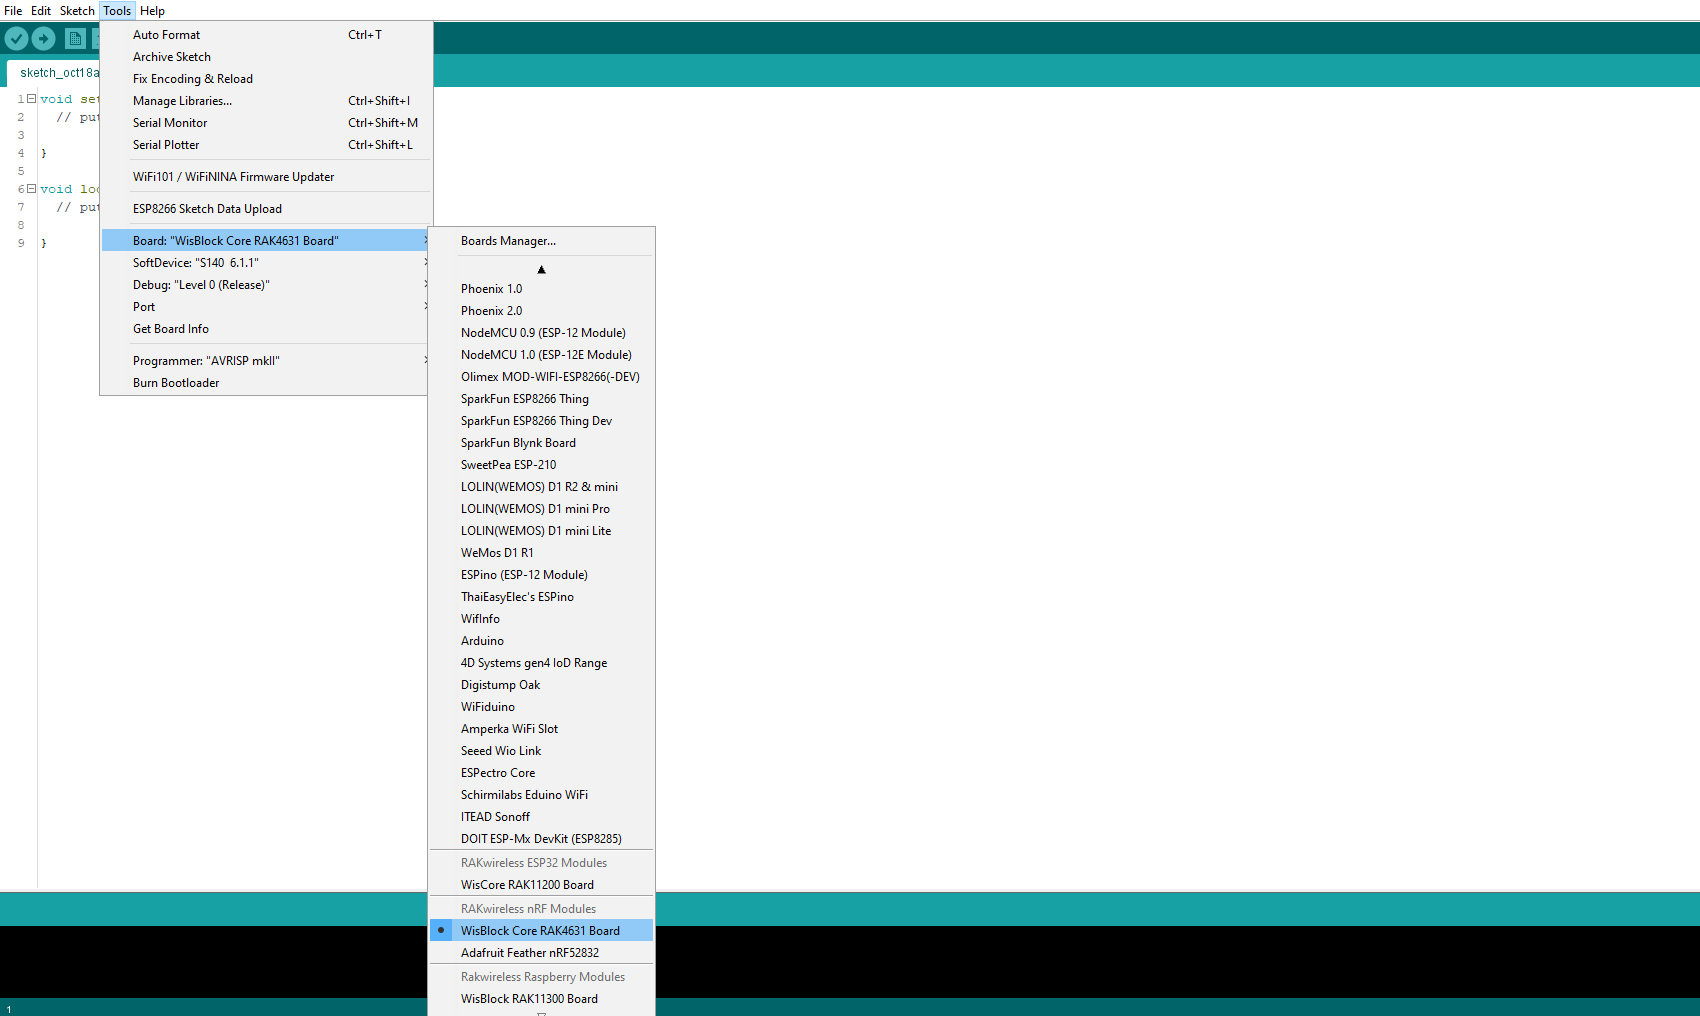 File Edit Sketch Tools Help
sketch_oct18a
1 void set
2 // put
3
4 }
5
6 void loo
7 // put
8
9 }
Auto Format Ctrl+T
Archive Sketch
Fix Encoding & Reload
Manage Libraries... Ctrl+Shift+I
Serial Monitor Ctrl+Shift+M
Serial Plotter Ctrl+Shift+L
WiFi101 / WiFiNINA Firmware Updater
ESP8266 Sketch Data Upload
Board: "WisBlock Core RAK4631 Board"
SoftDevice: "S140 6.1.1"
Debug: "Level 0 (Release)"
Port
Get Board Info
Programmer: "AVRISP mkII"
Burn Bootloader
Boards Manager...
Phoenix 1.0
Phoenix 2.0
NodeMCU 0.9 (ESP-12 Module)
NodeMCU 1.0 (ESP-12E Module)
Olimex MOD-WIFI-ESP8266(-DEV)
SparkFun ESP8266 Thing
SparkFun ESP8266 Thing Dev
SparkFun Blynk Board
SweetPea ESP-210
LOLIN(WEMOS) D1 R2 & mini
LOLIN(WEMOS) D1 mini Pro
LOLIN(WEMOS) D1 mini Lite
WeMos D1 R1
ESPino (ESP-12 Module)
ThaiEasyElec's ESPino
WifInfo
Arduino
4D Systems gen4 IoD Range
Digistump Oak
WiFiduino
Amperka WiFi Slot
Seeed Wio Link
ESPectro Core
Schirmilabs Eduino WiFi
ITEAD Sonoff
DOIT ESP-Mx DevKit (ESP8285)
RAKwireless ESP32 Modules
WisCore RAK11200 Board
RAKwireless nRF Modules
WisBlock Core RAK4631 Board
Adafruit Feather nRF52832
Rakwireless Raspberry Modules
WisBlock RAK11300 Board
1